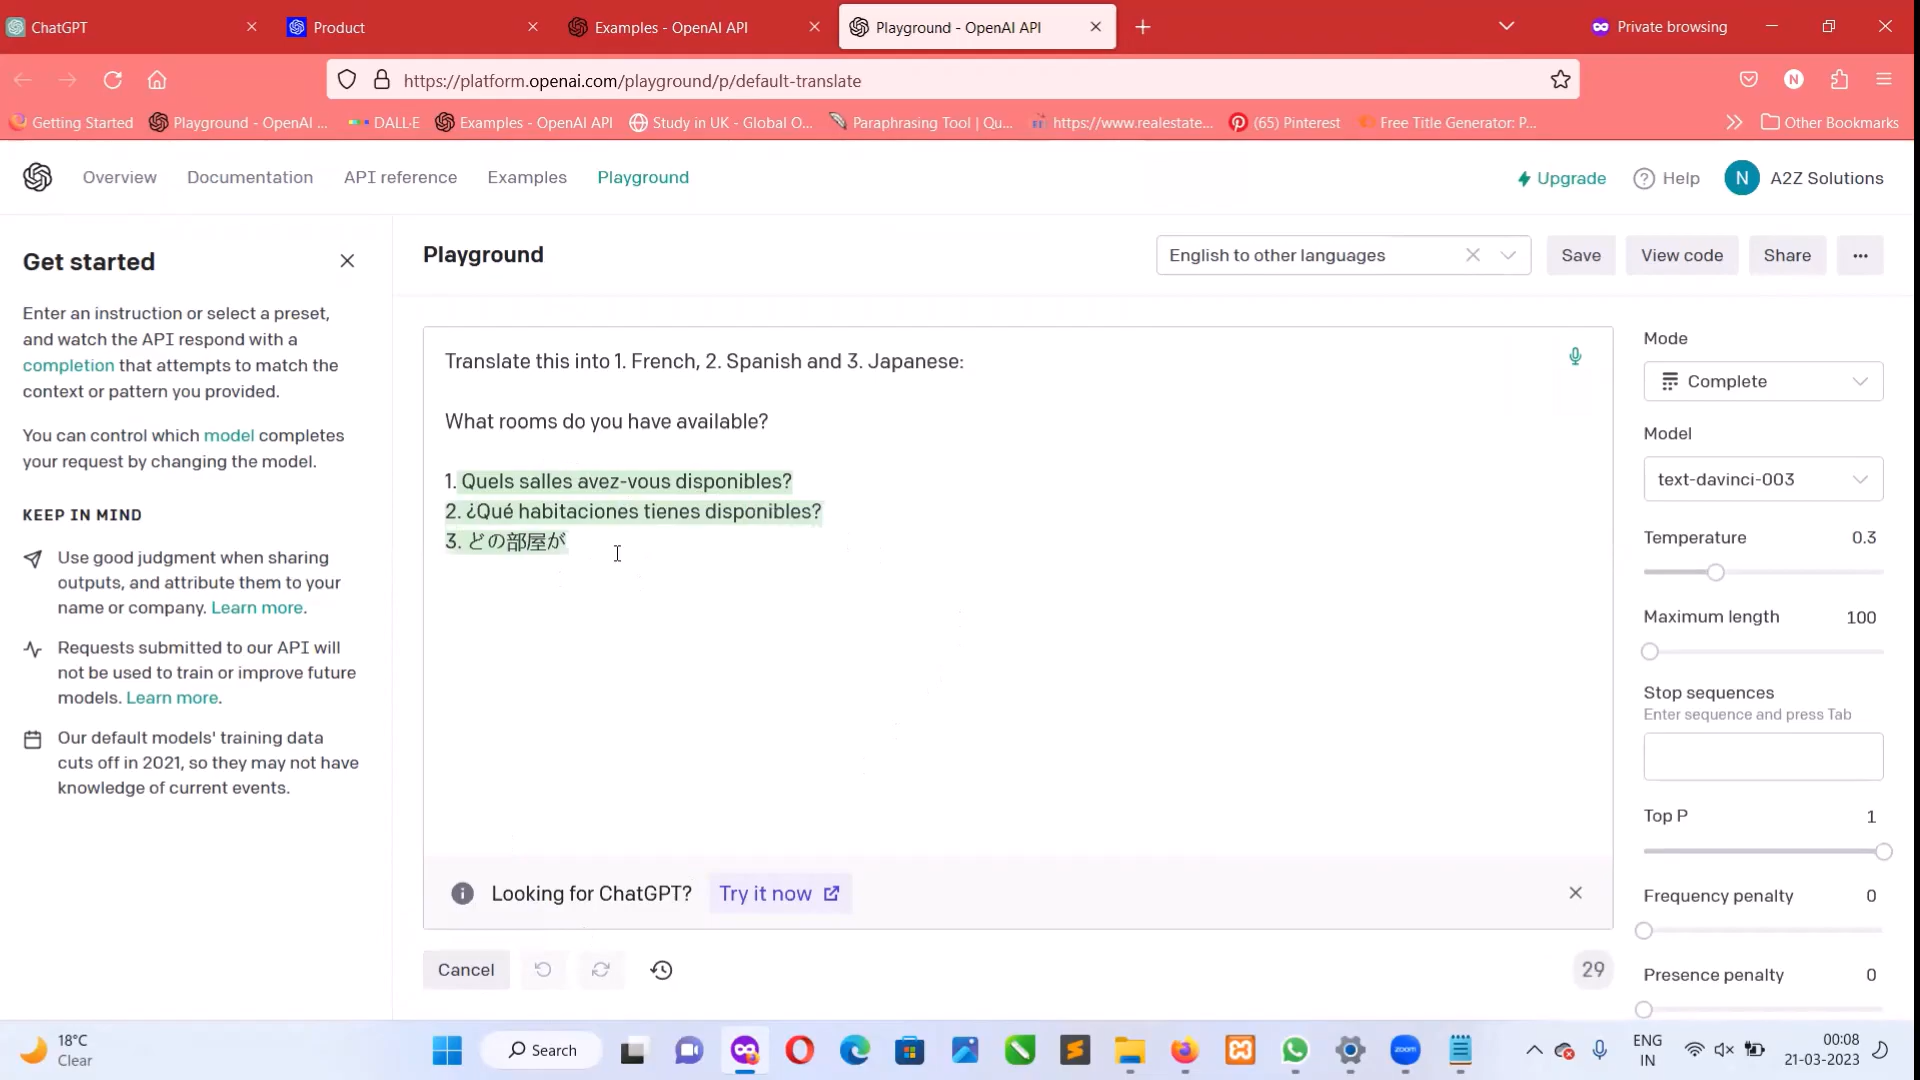 ChatGPT
Product
Examples - OpenAI API
Playground - OpenAI API
Private browsing
https://platform.openai.com/playground/p/default-translate
N
Getting Started
Playground - OpenAI ...
DALL·E
Examples - OpenAI API
Study in UK - Global O...
Paraphrasing Tool | Qu...
https://www.realestate...
(65) Pinterest
Free Title Generator: P...
Other Bookmarks
Overview
Documentation
API reference
Examples
Playground
Upgrade
Help
N
A2Z Solutions
Get started
Enter an instruction or select a preset,
and watch the API respond with a
completion that attempts to match the
context or pattern you provided.
You can control which model completes
your request by changing the model.
KEEP IN MIND
Use good judgment when sharing
outputs, and attribute them to your
name or company. Learn more.
Requests submitted to our API will
not be used to train or improve future
models. Learn more.
Our default models' training data
cuts off in 2021, so they may not have
knowledge of current events.
Playground
English to other languages
Save
View code
Share
...
Translate this into 1. French, 2. Spanish and 3. Japanese:
What rooms do you have available?
1. Quels salles avez-vous disponibles?
2. ¿Qué habitaciones tienes disponibles?
3. どの部屋が
Looking for ChatGPT?
Try it now
Cancel
29
Mode
Complete
Model
text-davinci-003
Temperature 0.3
Maximum length 100
Stop sequences
Enter sequence and press Tab
Top P 1
Frequency penalty 0
Presence penalty 0
18°C
Clear
Search
zoom
ENG
IN
00:08
21-03-2023